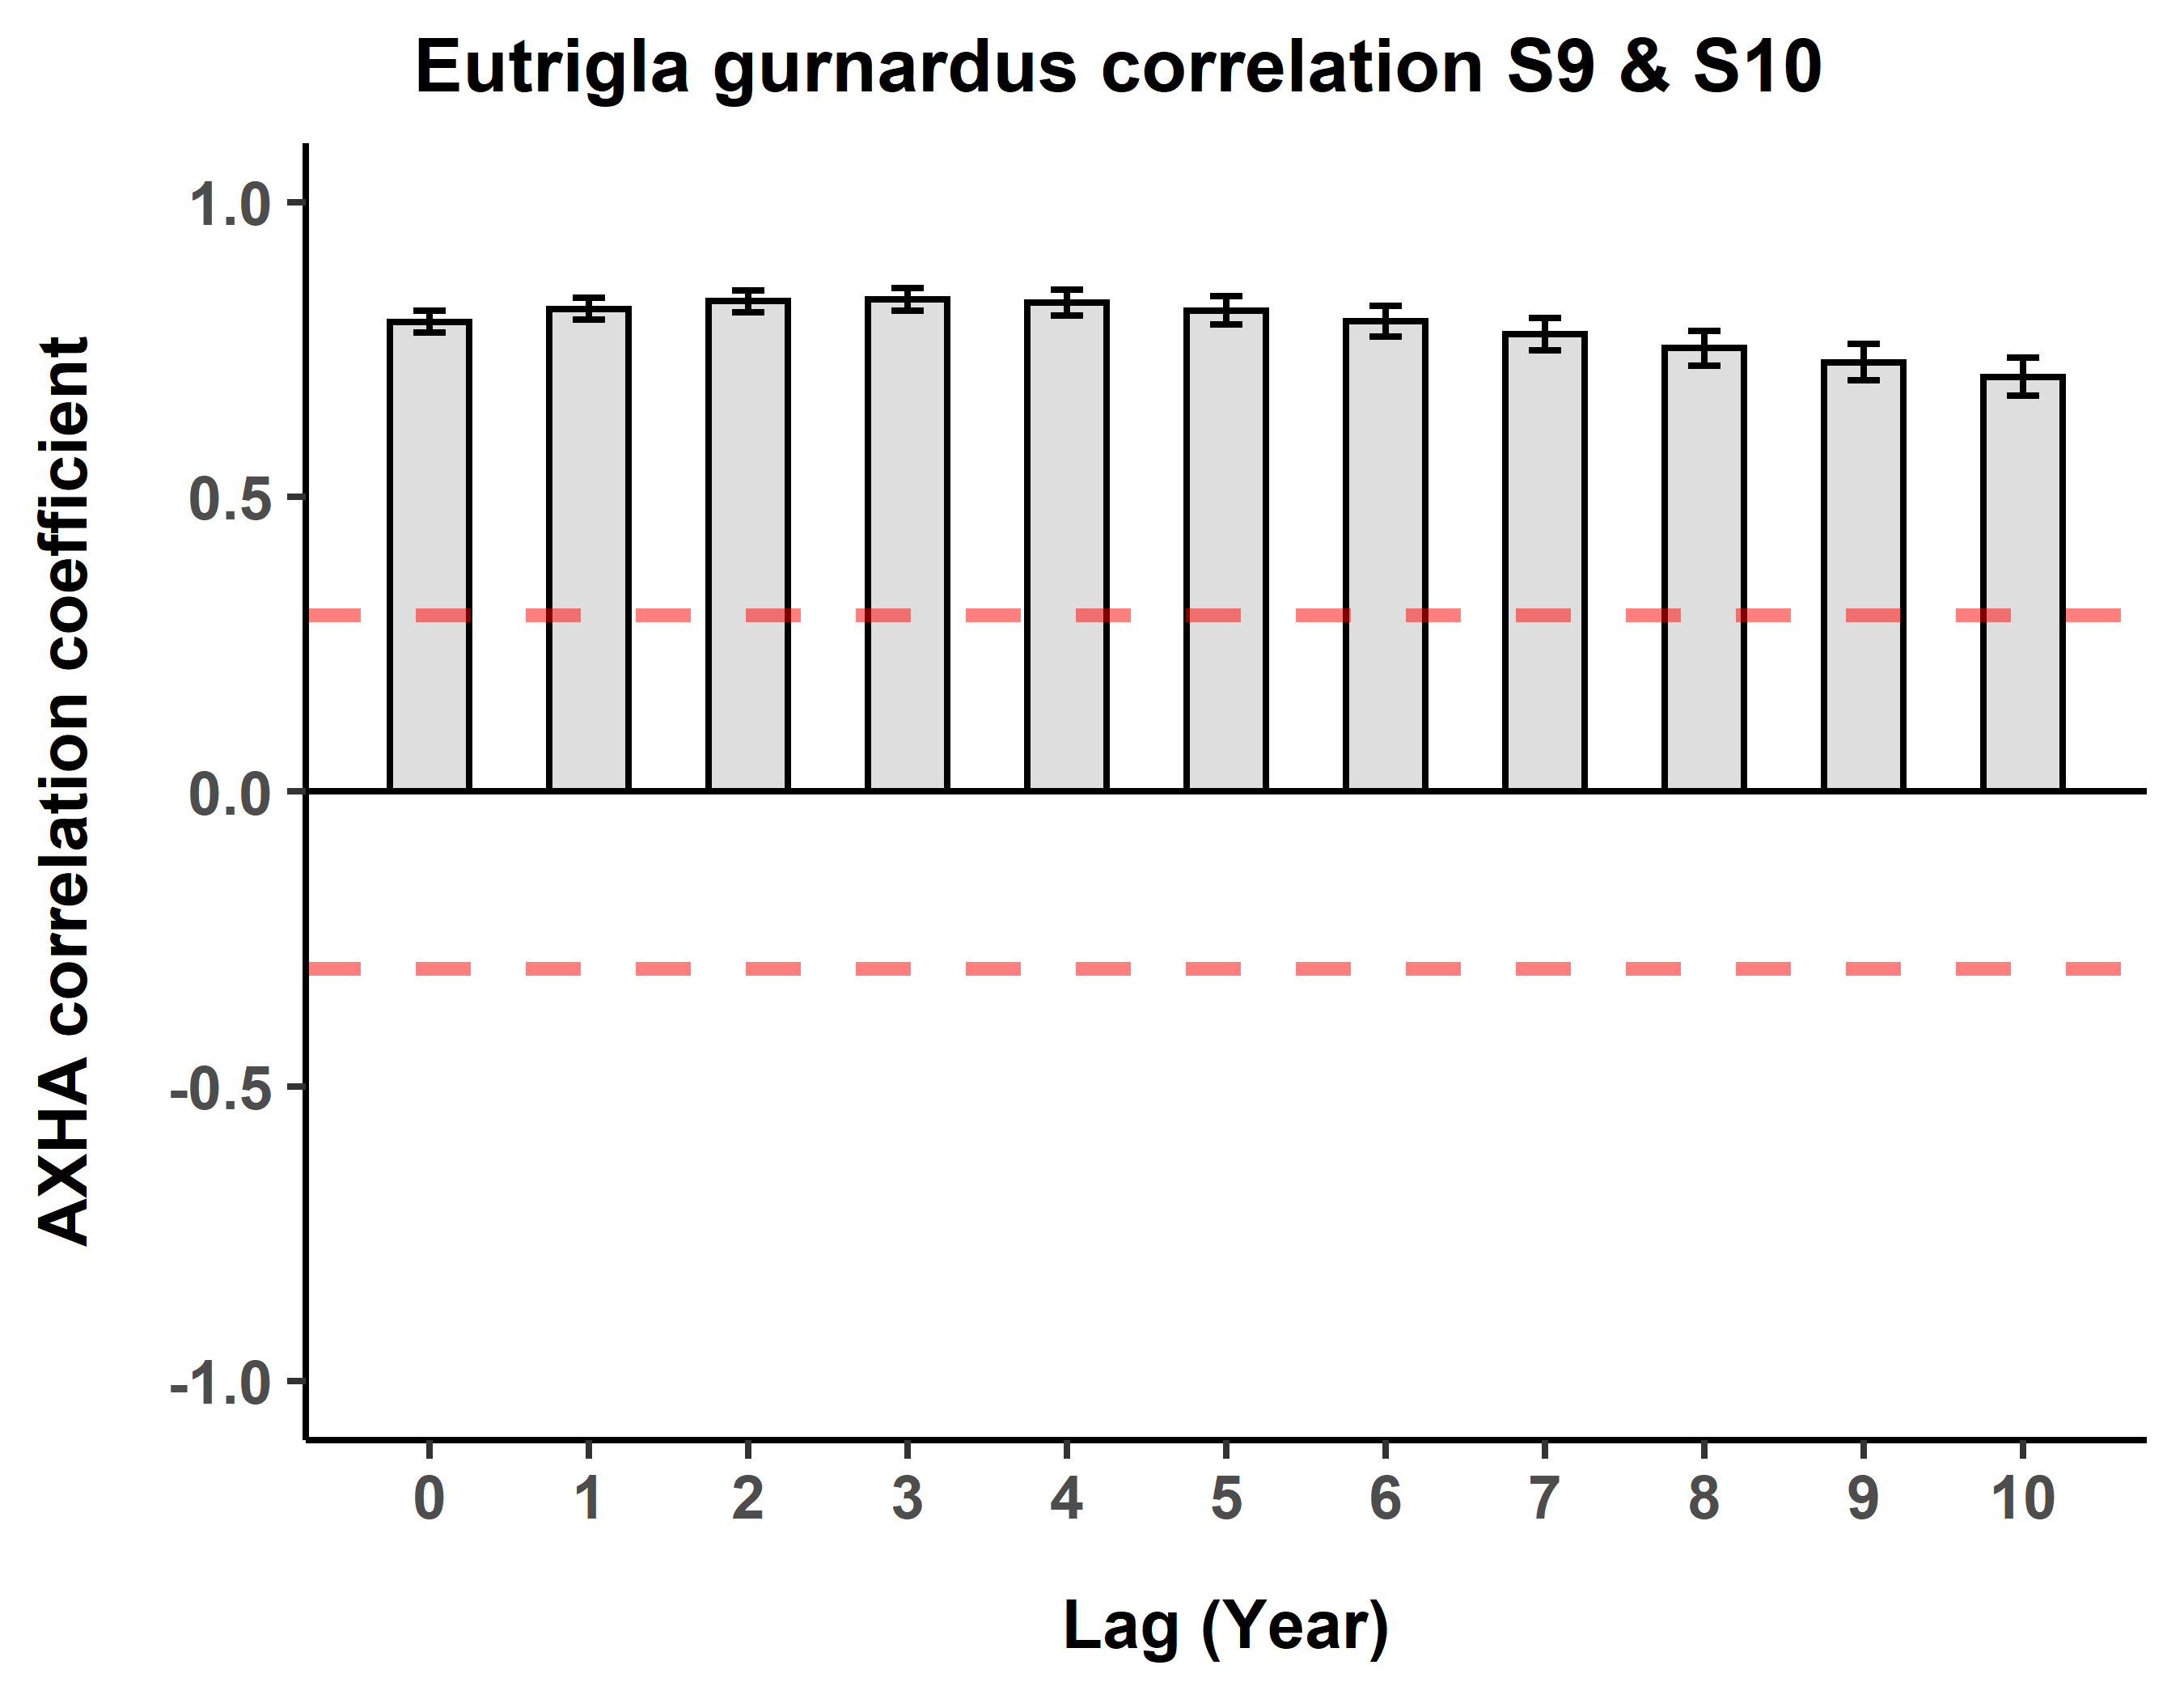 Eutrigla gurnardus correlation S9 & S10
AXHA correlation coefficient
1.0
0.5
0.0
-0.5
-1.0
0 1 2 3 4 5 6 7 8 9 10
Lag (Year)